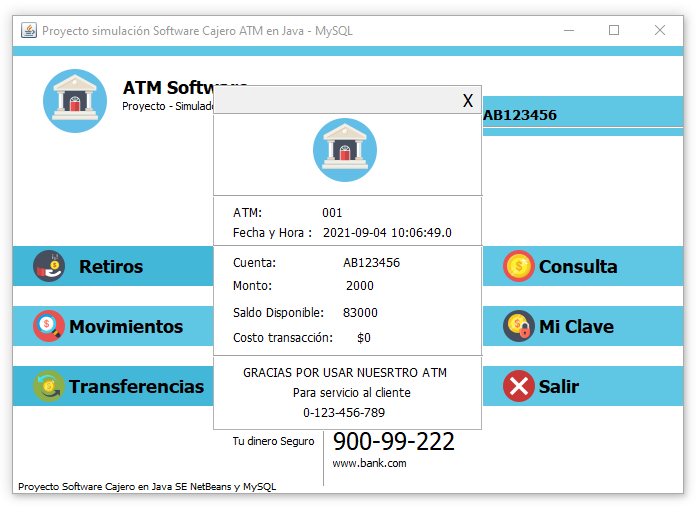 Proyecto simulación Software Cajero ATM en Java - MySQL
ATM Software
Proyecto - Simulado
X
AB123456
ATM: 001
Fecha y Hora : 2021-09-04 10:06:49.0
Retiros
Cuenta: AB123456
Consulta
Monto: 2000
Movimientos
Saldo Disponible: 83000
Mi Clave
Costo transacción: $0
Transferencias
GRACIAS POR USAR NUESRTRO ATM
Para servicio al cliente
0-123-456-789
Salir
Tu dinero Seguro
900-99-222
www.bank.com
Proyecto Software Cajero en Java SE NetBeans y MySQL